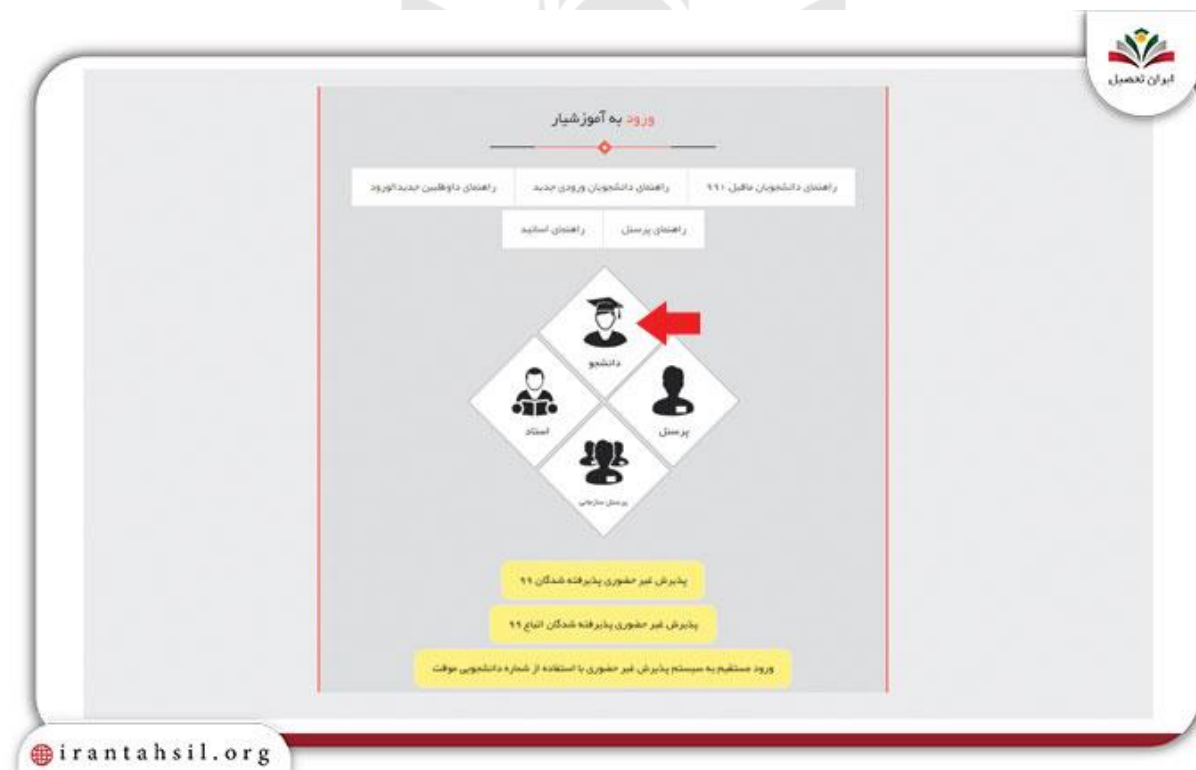 ایران تحصیل
ورود به آموزشیار
راهنمای دانشجویان ماقبل ۹۹۱ راهنمای دانشجویان ورودی جدید راهنمای داوطلبین جدیدالورود
راهنمای پرسنل راهنمای اساتید
دانشجو
استاد پرسنل
پرسنل سازمانی
پذیرش غیر حضوری پذیرفته شدگان ۹۹
پذیرش غیر حضوری پذیرفته شدگان اتباع ۹۹
ورود مستقیم به سیستم پذیرش غیر حضوری با استفاده از شماره دانشجویی موقت
irantahsil.org